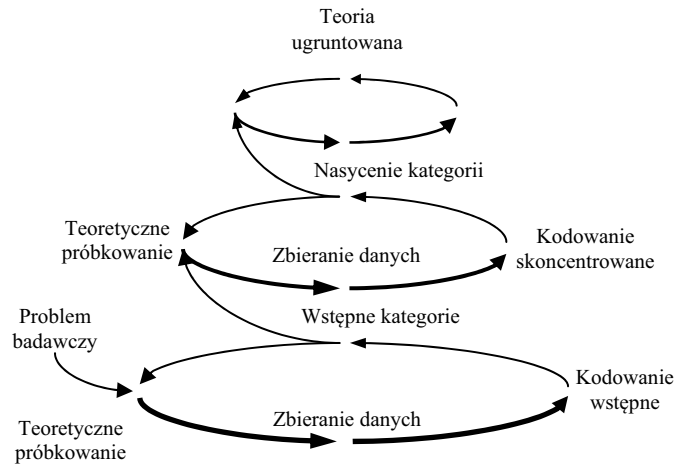 Teoria
ugruntowana
Nasycenie kategorii
Teoretyczne
próbkowanie
Zbieranie danych
Kodowanie
skoncentrowane
Wstępne kategorie
Problem
badawczy
Kodowanie
wstępne
Zbieranie danych
Teoretyczne
próbkowanie